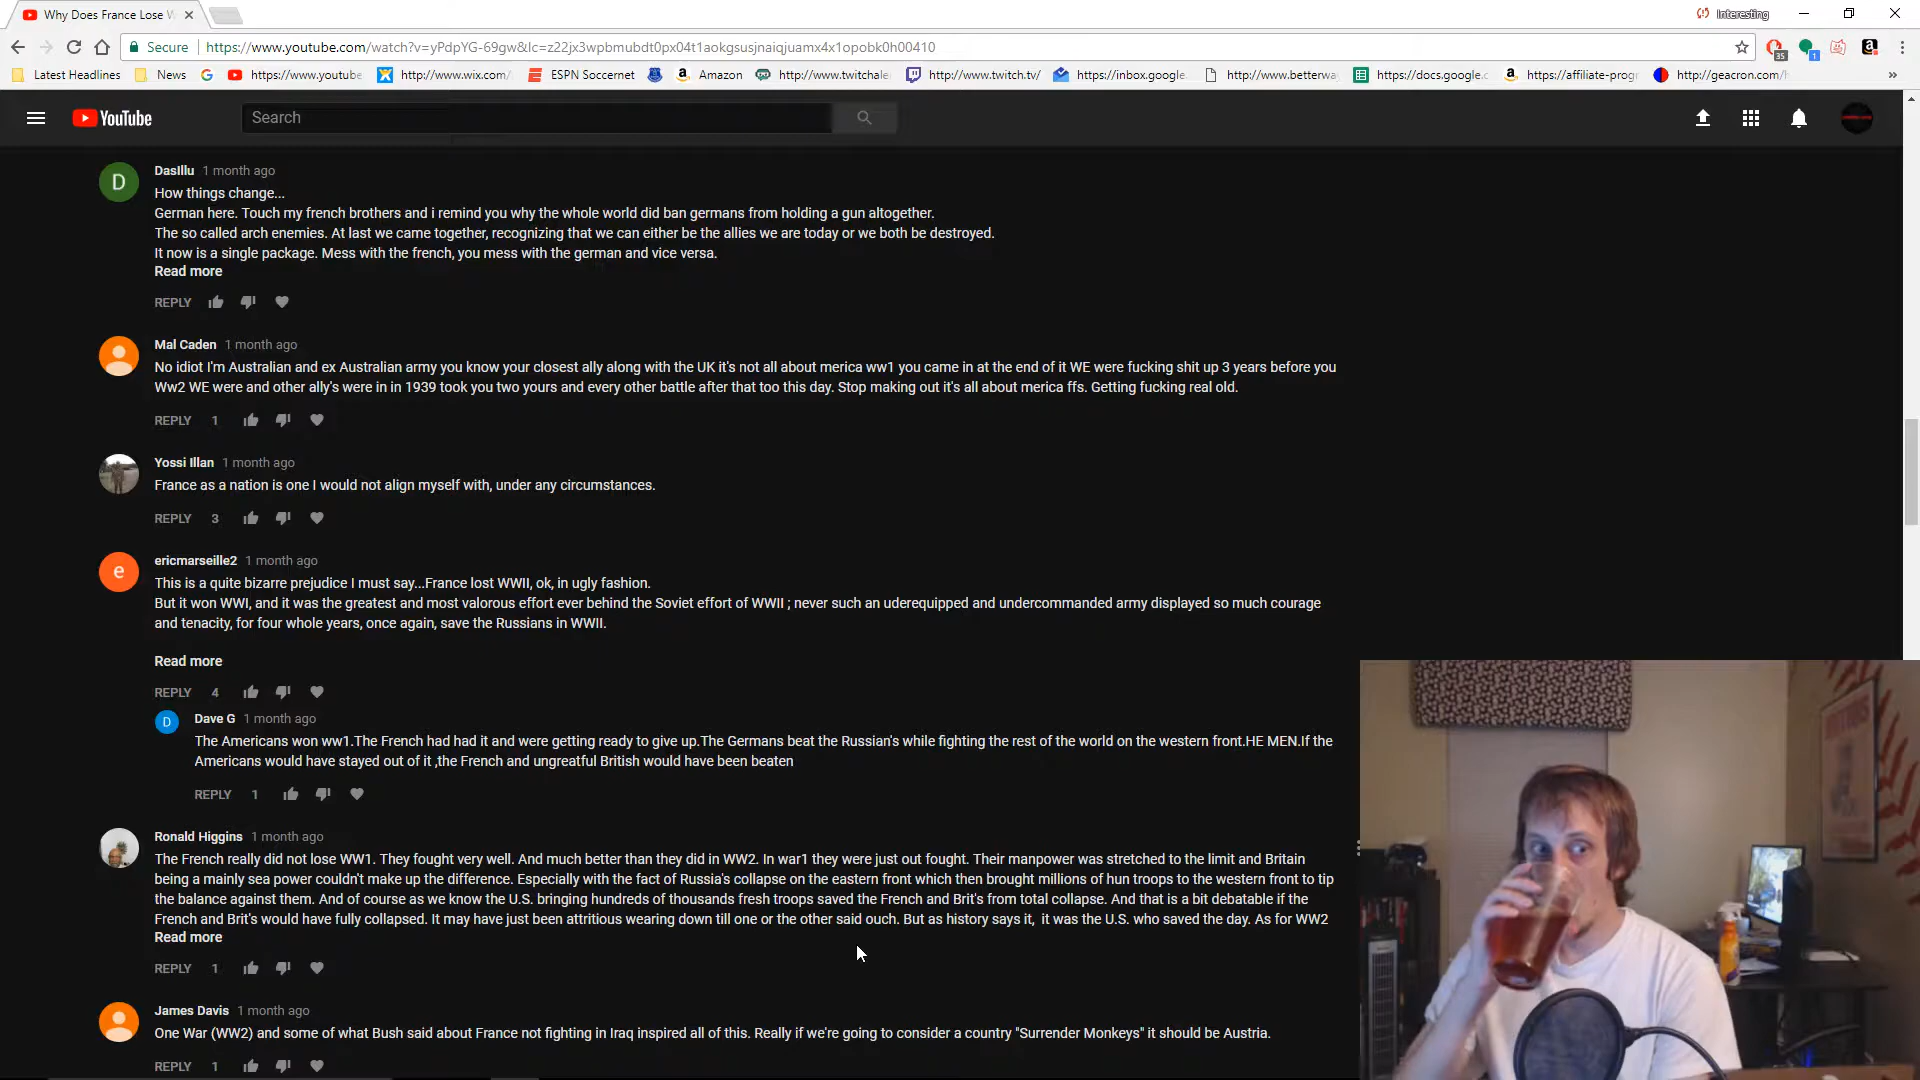 Why Does France Lose W
Interesting
Secure https://www.youtube.com/watch?v=yPdpYG-69gw&lc=z22jx3wpbmubdt0px04t1aokgsusjnaiqjuamx4x1opobk0h00410
35
1
Latest Headlines News https://www.youtube http://www.wix.com/ ESPN Soccernet Amazon http://www.twitchale http://www.twitch.tv/ https://inbox.google. http://www.betterwa https://docs.google.c https://affiliate-prog http://geacron.com/
YouTube Search
D
DasIllu 1 month ago
How things change...
German here. Touch my french brothers and i remind you why the whole world did ban germans from holding a gun altogether.
The so called arch enemies. At last we came together, recognizing that we can either be the allies we are today or we both be destroyed.
It now is a single package. Mess with the french, you mess with the german and vice versa.
Read more
REPLY
Mal Caden 1 month ago
No idiot I'm Australian and ex Australian army you know your closest ally along with the UK it's not all about merica ww1 you came in at the end of it WE were fucking shit up 3 years before you
Ww2 WE were and other ally's were in in 1939 took you two yours and every other battle after that too this day. Stop making out it's all about merica ffs. Getting fucking real old.
REPLY 1
Yossi Illan 1 month ago
France as a nation is one I would not align myself with, under any circumstances.
REPLY 3
e
ericmarseille2 1 month ago
This is a quite bizarre prejudice I must say...France lost WWII, ok, in ugly fashion.
But it won WWI, and it was the greatest and most valorous effort ever behind the Soviet effort of WWII ; never such an uderequipped and undercommanded army displayed so much courage
and tenacity, for four whole years, once again, save the Russians in WWII.
Read more
REPLY 4
D
Dave G 1 month ago
The Americans won ww1.The French had had it and were getting ready to give up.The Germans beat the Russian's while fighting the rest of the world on the western front.HE MEN.If the
Americans would have stayed out of it ,the French and ungreatful British would have been beaten
REPLY 1
Ronald Higgins 1 month ago
The French really did not lose WW1. They fought very well. And much better than they did in WW2. In war1 they were just out fought. Their manpower was stretched to the limit and Britain
being a mainly sea power couldn't make up the difference. Especially with the fact of Russia's collapse on the eastern front which then brought millions of hun troops to the western front to tip
the balance against them. And of course as we know the U.S. bringing hundreds of thousands fresh troops saved the French and Brit's from total collapse. And that is a bit debatable if the
French and Brit's would have fully collapsed. It may have just been attritious wearing down till one or the other said ouch. But as history says it, it was the U.S. who saved the day. As for WW2
Read more
REPLY 1
James Davis 1 month ago
One War (WW2) and some of what Bush said about France not fighting in Iraq inspired all of this. Really if we're going to consider a country "Surrender Monkeys" it should be Austria.
REPLY 1